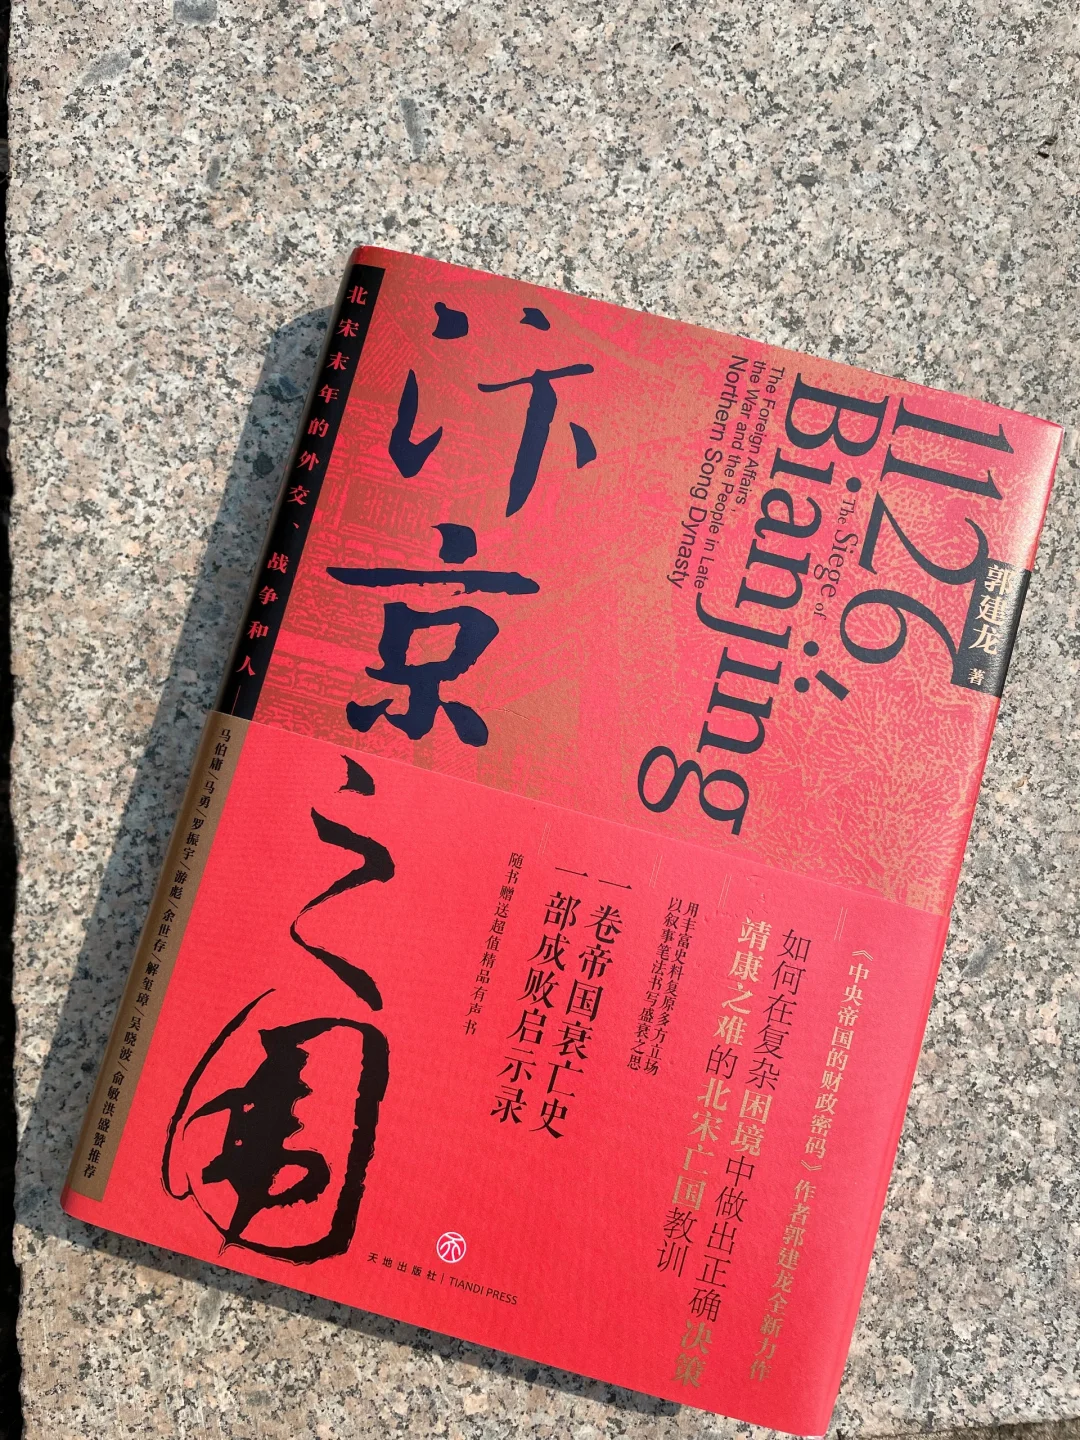 汴京之围
北宋末年的外交、战争和人
1126
The Siege of
Bianjing
The Foreign Affairs,
the War and the People in Late
Northern Song Dynasty
郭建龙 著
《中央帝国的财政密码》作者郭建龙全新力作
如何在复杂困境中做出正确决策
靖康之难的北宋亡国教训
用丰富史料复原多方立场
以叙事笔法书写盛衰之思
一卷帝国衰亡史
一部成败启示录
随书赠送超值精品有声书
马伯庸/马勇/罗振宇/游彪/余世存/解玺璋/吴晓波/俞敏洪盛赞推荐
天地出版社 | TIANDI PRESS